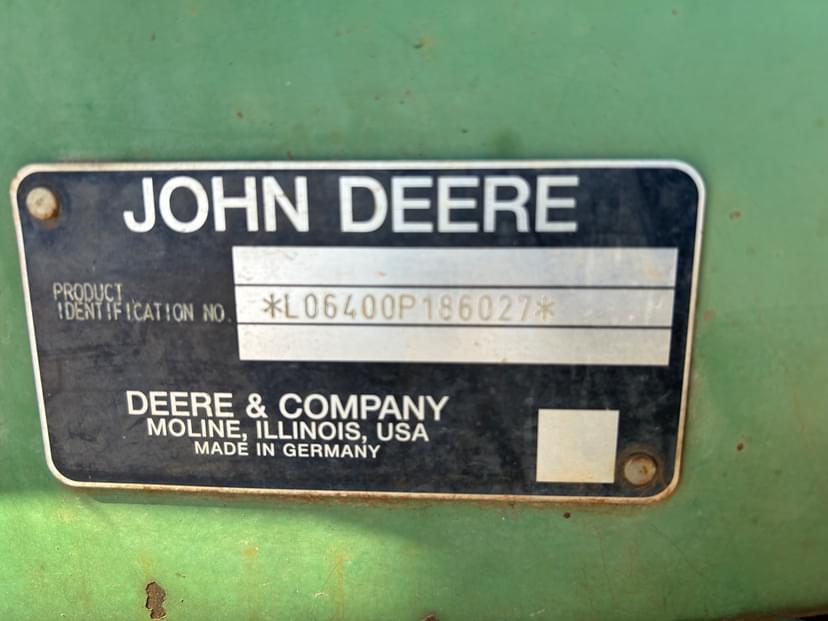 JOHN DEERE
PRODUCT
IDENTIFICATION NO.
*L06400P186027*
DEERE & COMPANY
MOLINE, ILLINOIS, USA
MADE IN GERMANY